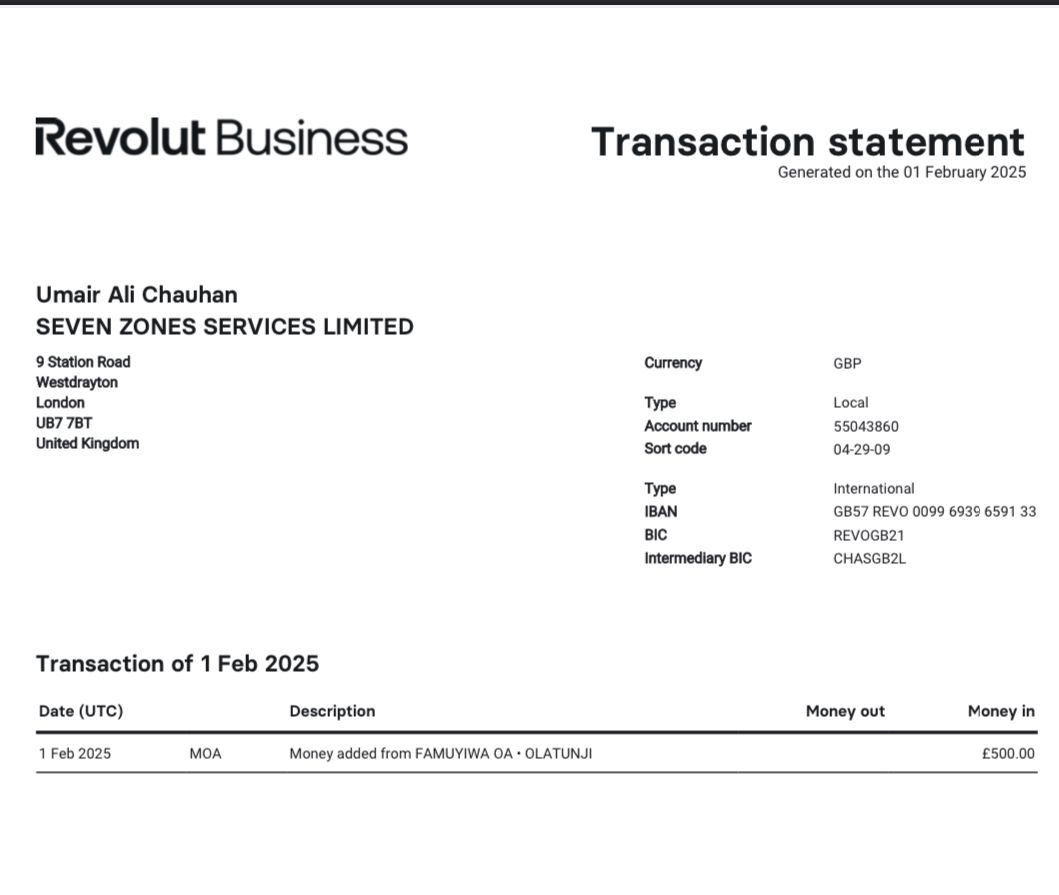 Revolut Business
Transaction statement
Generated on the 01 February 2025
Umair Ali Chauhan
SEVEN ZONES SERVICES LIMITED
9 Station Road
Westdrayton
London
UB7 7BT
United Kingdom
Currency GBP
Type Local
Account number 55043860
Sort code 04-29-09
Type International
IBAN GB57 REVO 0099 6939 6591 33
BIC REVOGB21
Intermediary BIC CHASGB2L
Transaction of 1 Feb 2025
Date (UTC) Description Money out Money in
1 Feb 2025 MOA Money added from FAMUYIWA OA • OLATUNJI £500.00